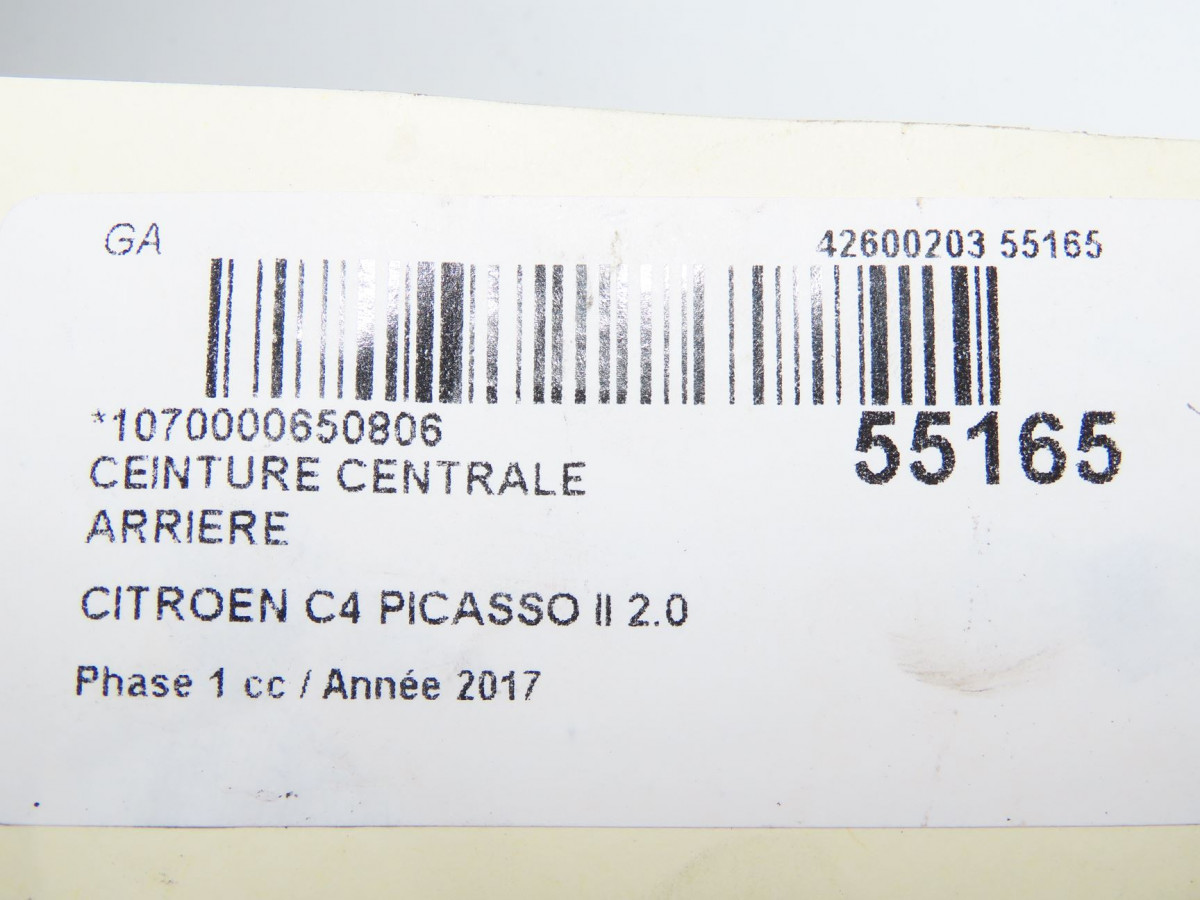 GA
42600203 55165
*1070000650806
55165
CEINTURE CENTRALE
ARRIERE
CITROEN C4 PICASSO II 2.0
Phase 1 cc / Année 2017